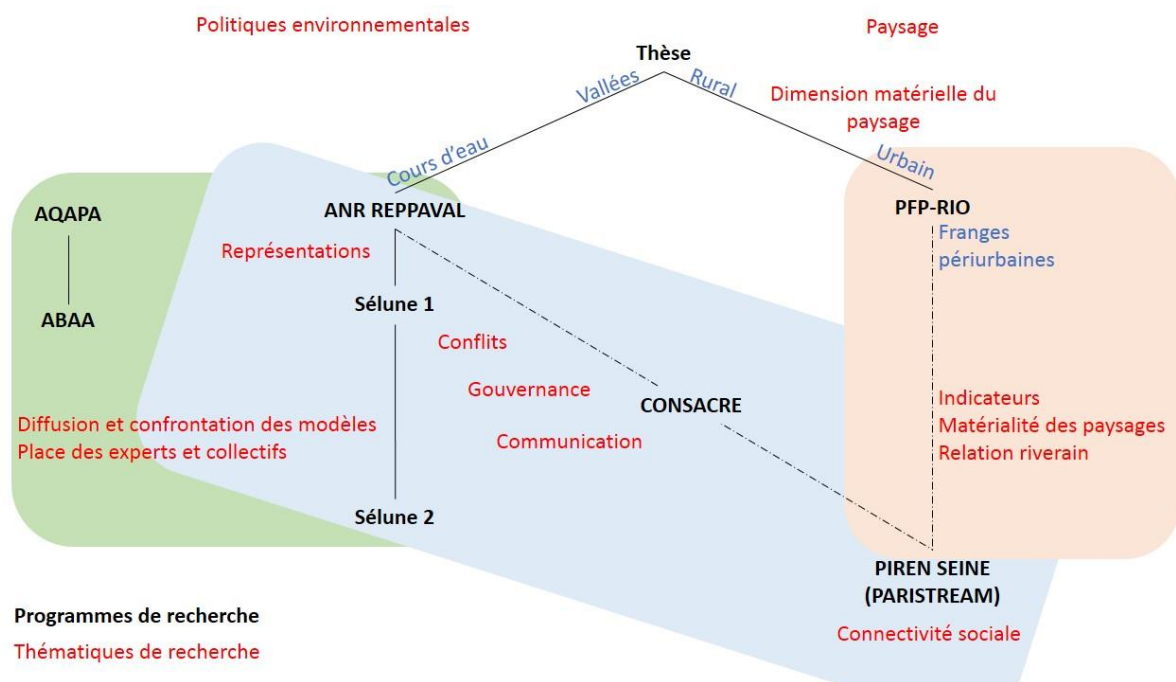 Politiques environnementales
Paysage
Thèse
Vallées
Rural
Dimension matérielle du
paysage
Cours d'eau
Urbain
AQAPA
ANR REPPAVAL
PFP-RIO
Représentations
Franges
périurbaines
ABAA
Sélune 1
Conflits
Gouvernance
CONSACRE
Communication
Indicateurs
Matérialité des paysages
Relation riverain
Diffusion et confrontation des modèles
Place des experts et collectifs
Sélune 2
PIREN SEINE
(PARISTREAM)
Connectivité sociale
Programmes de recherche
Thématiques de recherche